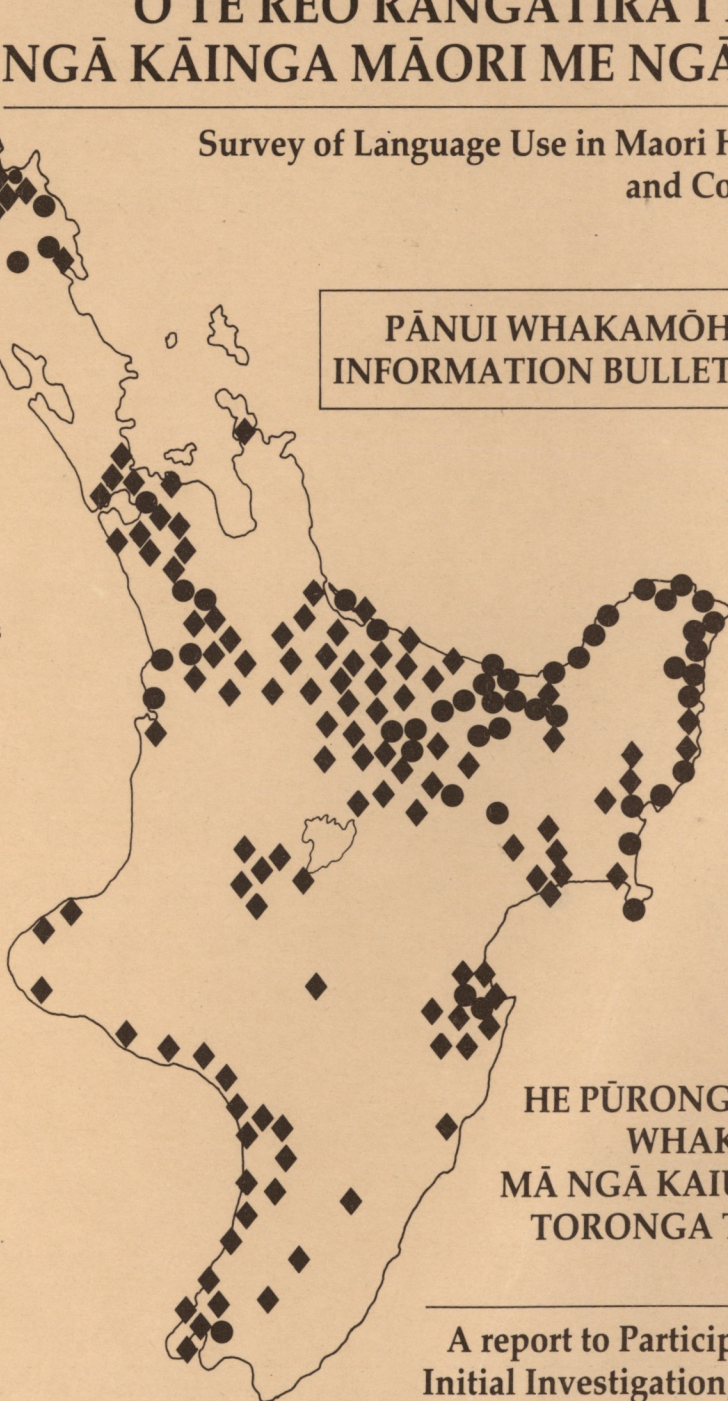 O TE REO RANGATIRA I
NGĀ KĀINGA MĀORI ME NGĀ
Survey of Language Use in Maori H
and Co
PĀNUI WHAKAMŌH
INFORMATION BULLET
HE PŪRONG
WHAK
MĀ NGĀ KAIU
TORONGA T
A report to Particip
Initial Investigation